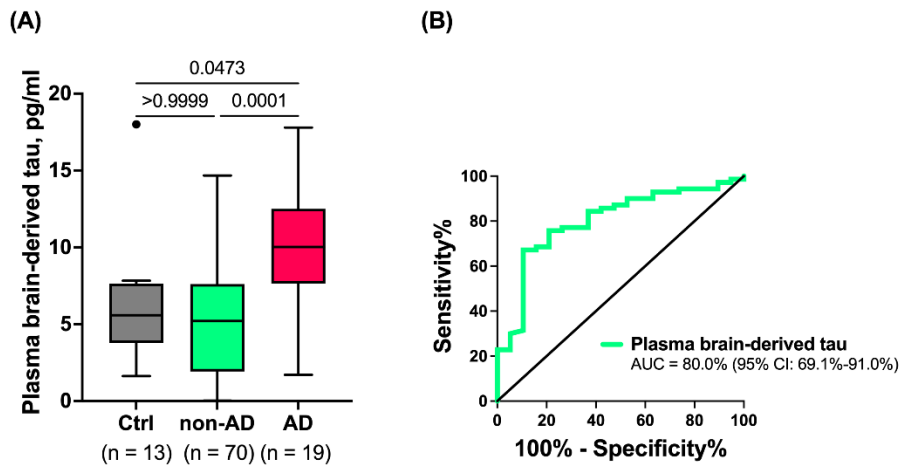 (A)
0.0473
>0.9999
0.0001
Plasma brain-derived tau, pg/ml
20
15
10
5
0
Ctrl
non-AD
AD
(n = 13)
(n = 70)
(n = 19)
(B)
Sensitivity%
100
80
60
40
20
0
Plasma brain-derived tau
AUC = 80.0% (95% CI: 69.1%-91.0%)
0 20 40 60 80 100
100% - Specificity%